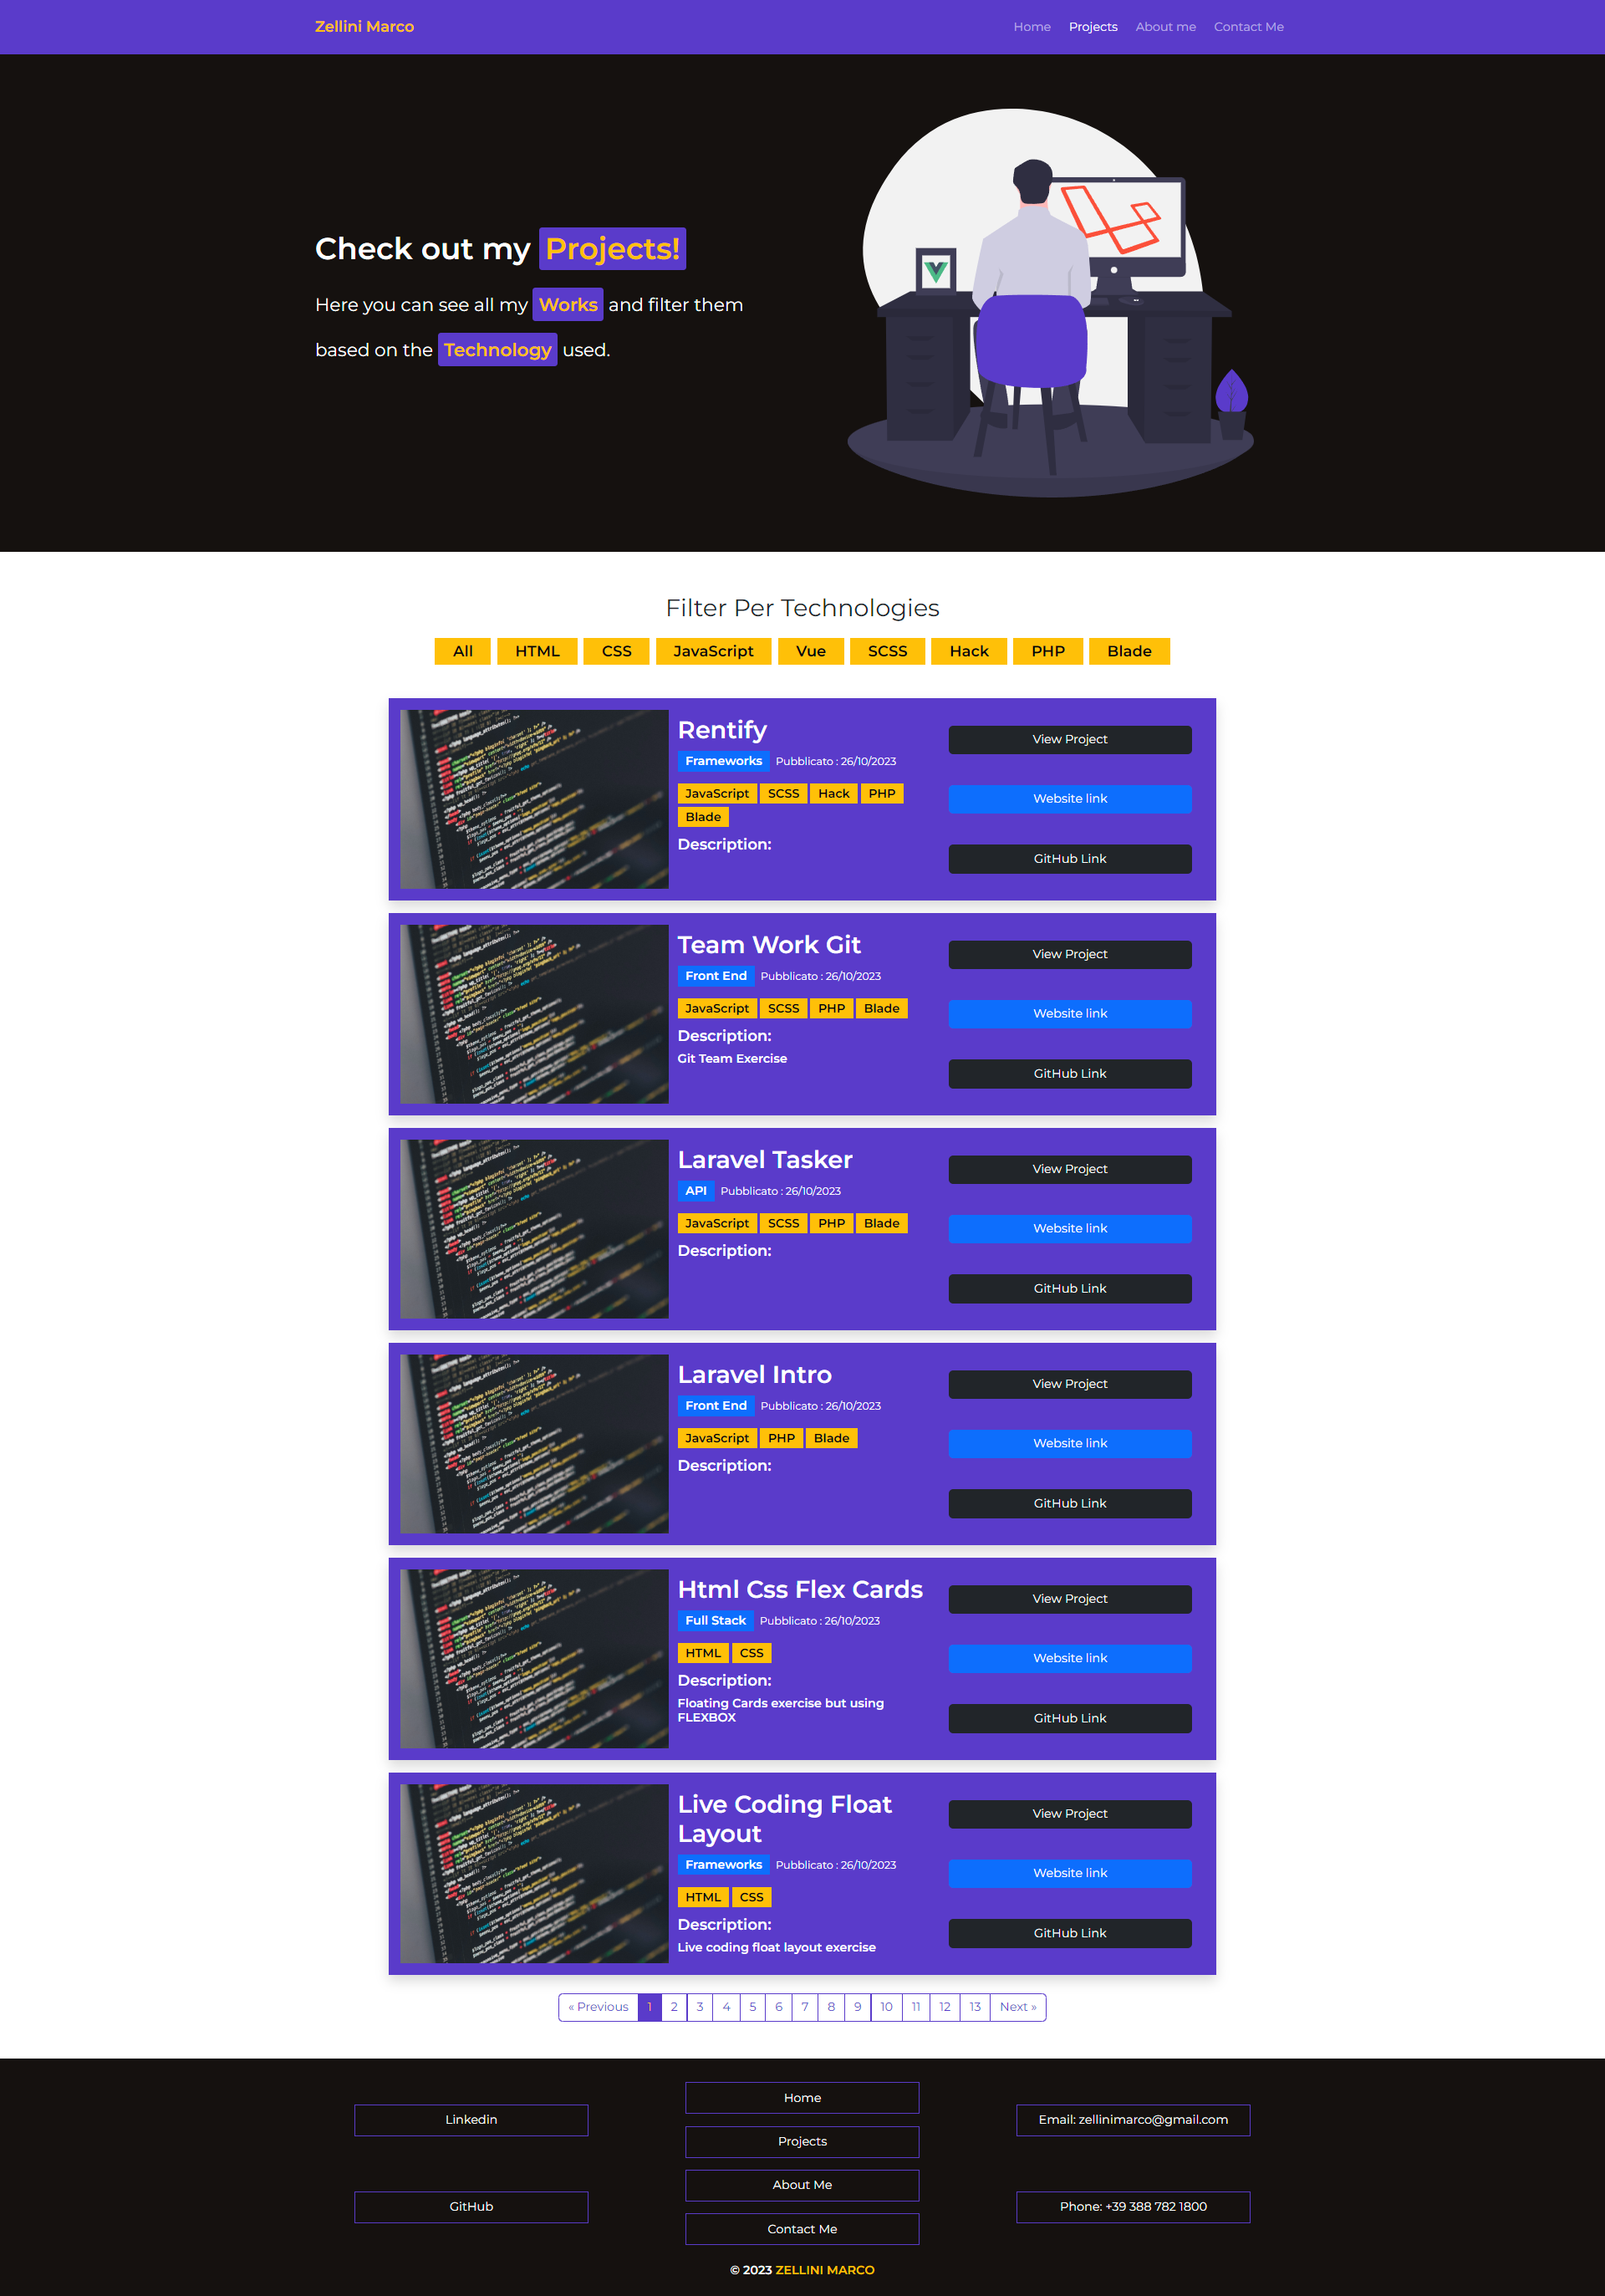 Zellini Marco
Home Projects About me Contact Me
Check out my Projects!
Here you can see all my Works and filter them
based on the Technology used.
Filter Per Technologies
All HTML CSS JavaScript Vue SCSS Hack PHP Blade
Rentify
Frameworks Pubblicato : 26/10/2023
JavaScript SCSS Hack PHP
Blade
Description:
View Project
Website link
GitHub Link
Team Work Git
Front End Pubblicato : 26/10/2023
JavaScript SCSS PHP Blade
Description:
Git Team Exercise
View Project
Website link
GitHub Link
Laravel Tasker
API Pubblicato : 26/10/2023
JavaScript SCSS PHP Blade
Description:
View Project
Website link
GitHub Link
Laravel Intro
Front End Pubblicato : 26/10/2023
JavaScript PHP Blade
Description:
View Project
Website link
GitHub Link
Html Css Flex Cards
Full Stack Pubblicato : 26/10/2023
HTML CSS
Description:
Floating Cards exercise but using
FLEXBOX
View Project
Website link
GitHub Link
Live Coding Float
Layout
Frameworks Pubblicato : 26/10/2023
HTML CSS
Description:
Live coding float layout exercise
View Project
Website link
GitHub Link
« Previous 1 2 3 4 5 6 7 8 9 10 11 12 13 Next »
Linkedin
GitHub
Home
Projects
About Me
Contact Me
Email: zellinimarco@gmail.com
Phone: +39 388 782 1800
© 2023 ZELLINI MARCO